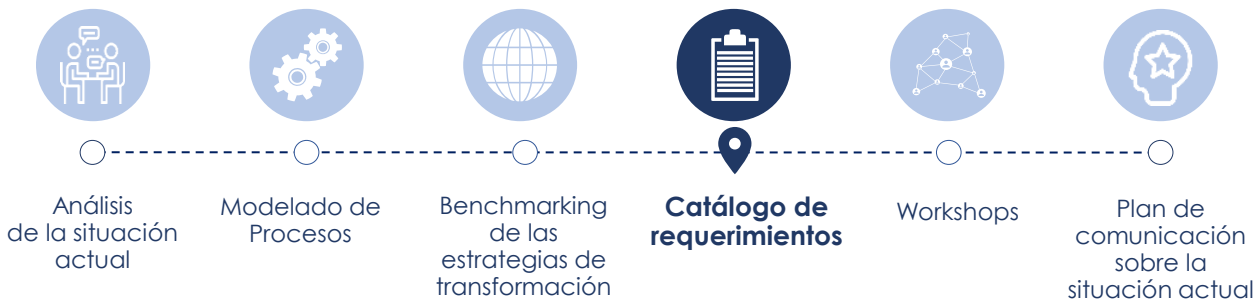 Análisis
de la situación
actual
Modelado de
Procesos
Benchmarking
de las
estrategias de
transformación
Catálogo de
requerimientos
Workshops
Plan de
comunicación
sobre la
situación actual